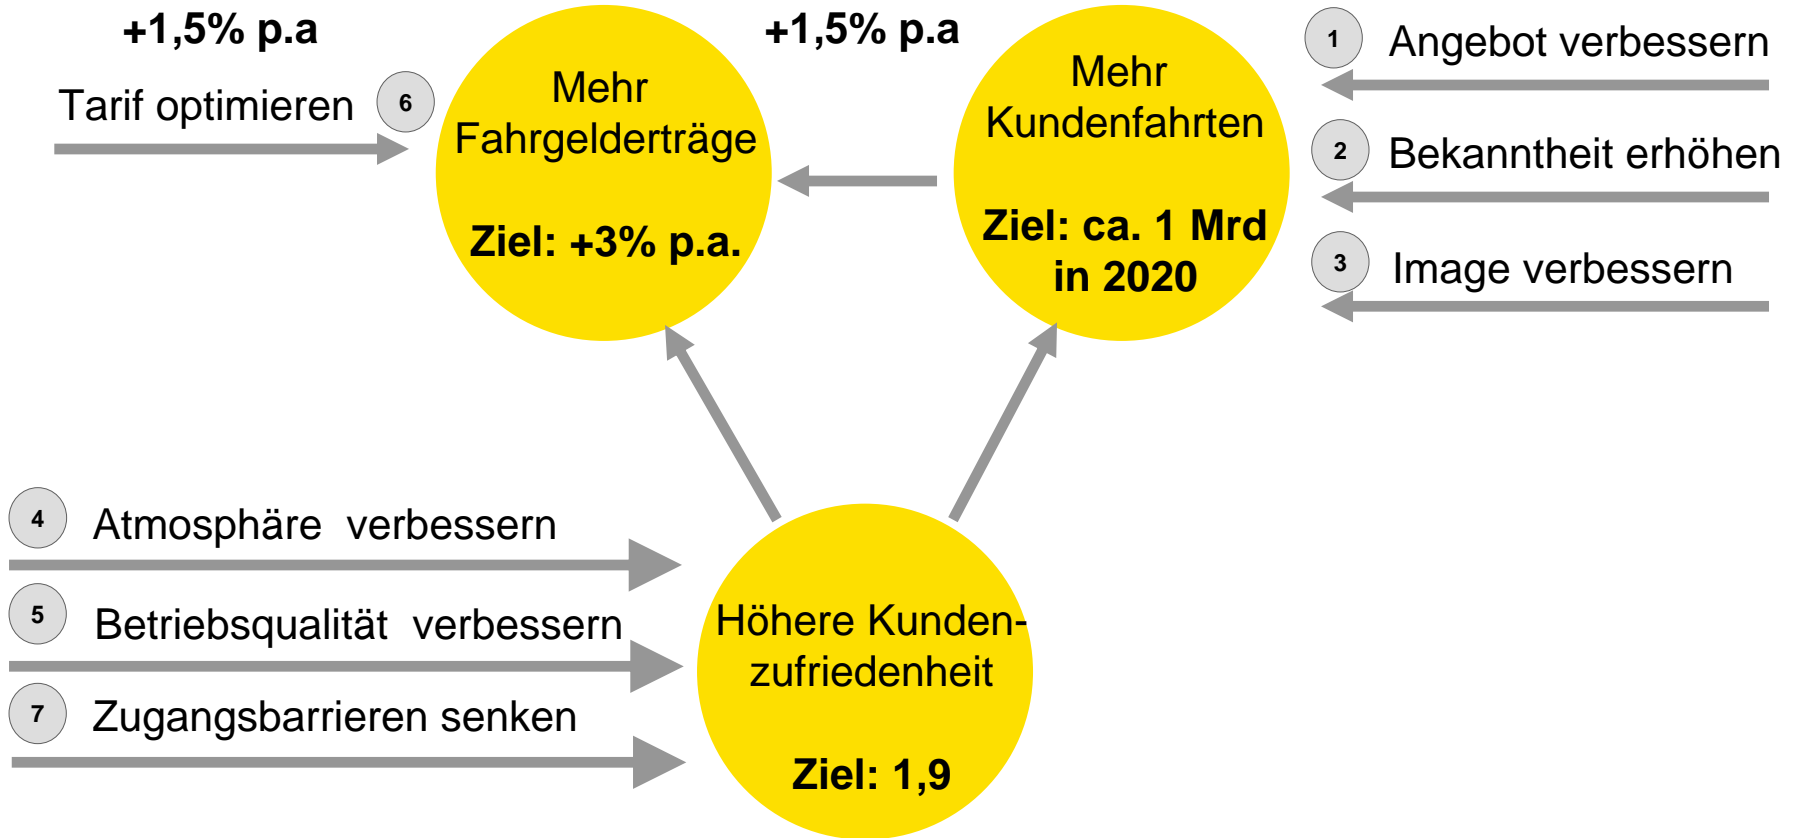 +1,5% p.a
Tarif optimieren 6
Mehr
Fahrgelderträge
Ziel: +3% p.a.
+1,5% p.a
Mehr
Kundenfahrten
Ziel: ca. 1 Mrd
in 2020
1 Angebot verbessern
2 Bekanntheit erhöhen
3 Image verbessern
4 Atmosphäre  verbessern
5 Betriebsqualität  verbessern
7 Zugangsbarrieren senken
Höhere Kunden-
zufriedenheit
Ziel: 1,9